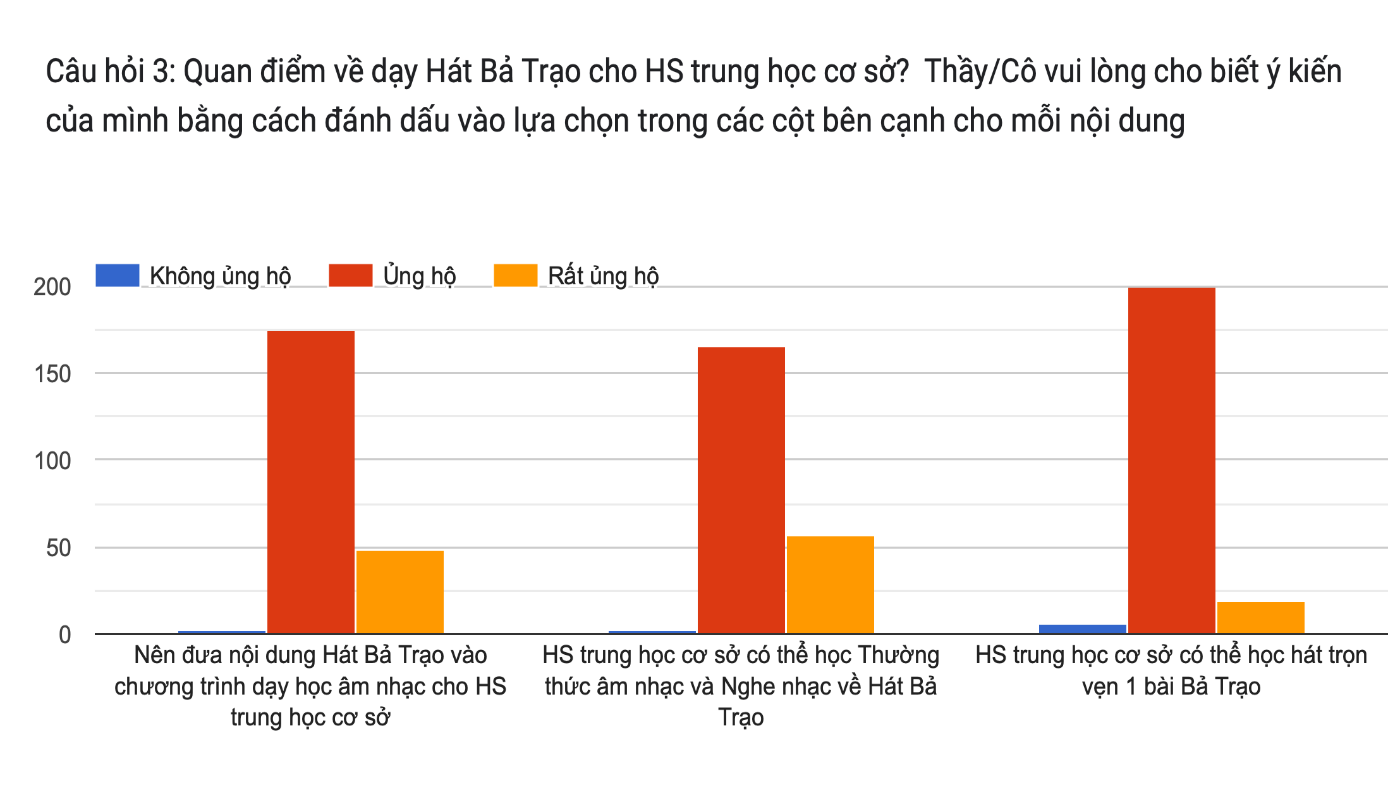 Câu hỏi 3: Quan điểm về dạy Hát Bả Trạo cho HS trung học cơ sở?  Thầy/Cô vui lòng cho biết ý kiến
của mình bằng cách đánh dấu vào lựa chọn trong các cột bên cạnh cho mỗi nội dung
Không ủng hộ
Ủng hộ
Rất ủng hộ
200
150
100
50
0
Nên đưa nội dung Hát Bả Trạo vào
chương trình dạy học âm nhạc cho HS
trung học cơ sở
HS trung học cơ sở có thể học Thường
thức âm nhạc và Nghe nhạc về Hát Bả
Trạo
HS trung học cơ sở có thể học hát trọn
vẹn 1 bài Bả Trạo